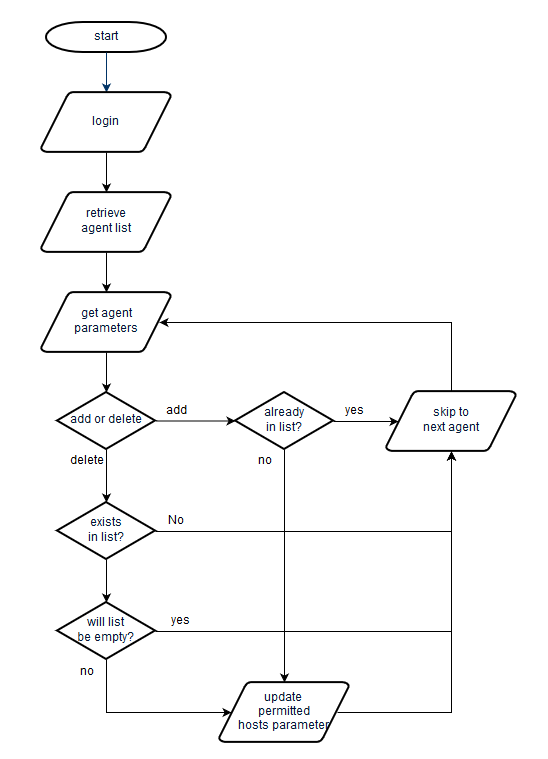 start
login
retrieve
agent list
get agent
parameters
add or delete
add
already
in list?
yes
skip to
next agent
delete
no
exists
in list?
No
will list
be empty?
yes
no
update
permitted
hosts parameter